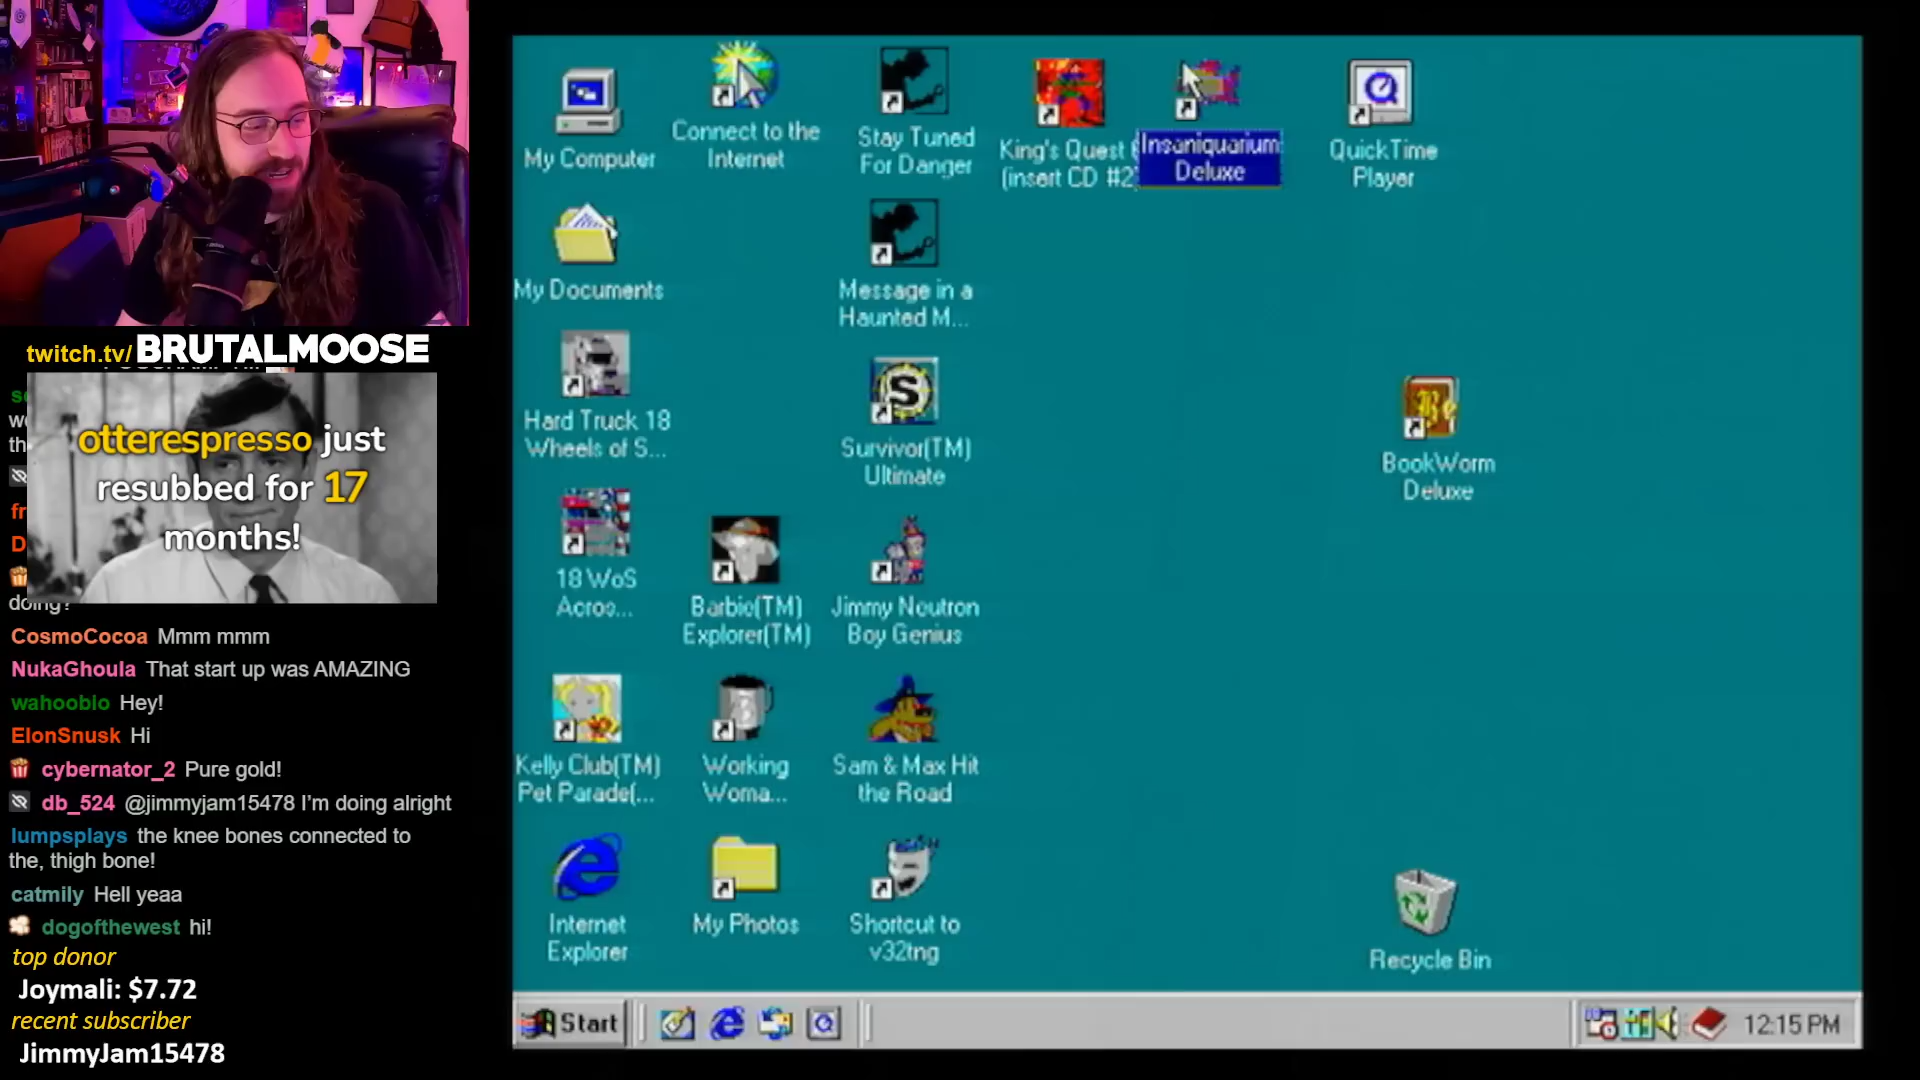 twitch.tv/BRUTALMOOSE
otterespresso just
resubbed for 17
months!
doing?
CosmoCocoa Mmm mmm
NukaGhoula That start up was AMAZING
wahooblo Hey!
ElonSnusk Hi
cybernator_2 Pure gold!
db_524 @jimmyjam15478 I'm doing alright
lumpsplays the knee bones connected to
the, thigh bone!
catmily Hell yeaa
dogofthewest hi!
top donor
Joymali: $7.72
recent subscriber
JimmyJam15478
My Computer
Connect to the
Internet
Stay Tuned
For Danger
King's Quest
(insert CD #2)
Insaniquarium
Deluxe
QuickTime
Player
My Documents
Message in a
Haunted M...
Hard Truck 18
Wheels of S...
Survivor(TM)
Ultimate
BookWorm
Deluxe
18 WoS
Acros...
Barbie(TM)
Explorer(TM)
Jimmy Neutron
Boy Genius
Kelly Club(TM)
Pet Parade(...
Working
Woma...
Sam & Max Hit
the Road
Internet
Explorer
My Photos
Shortcut to
v32tng
Recycle Bin
Start
12:15 PM